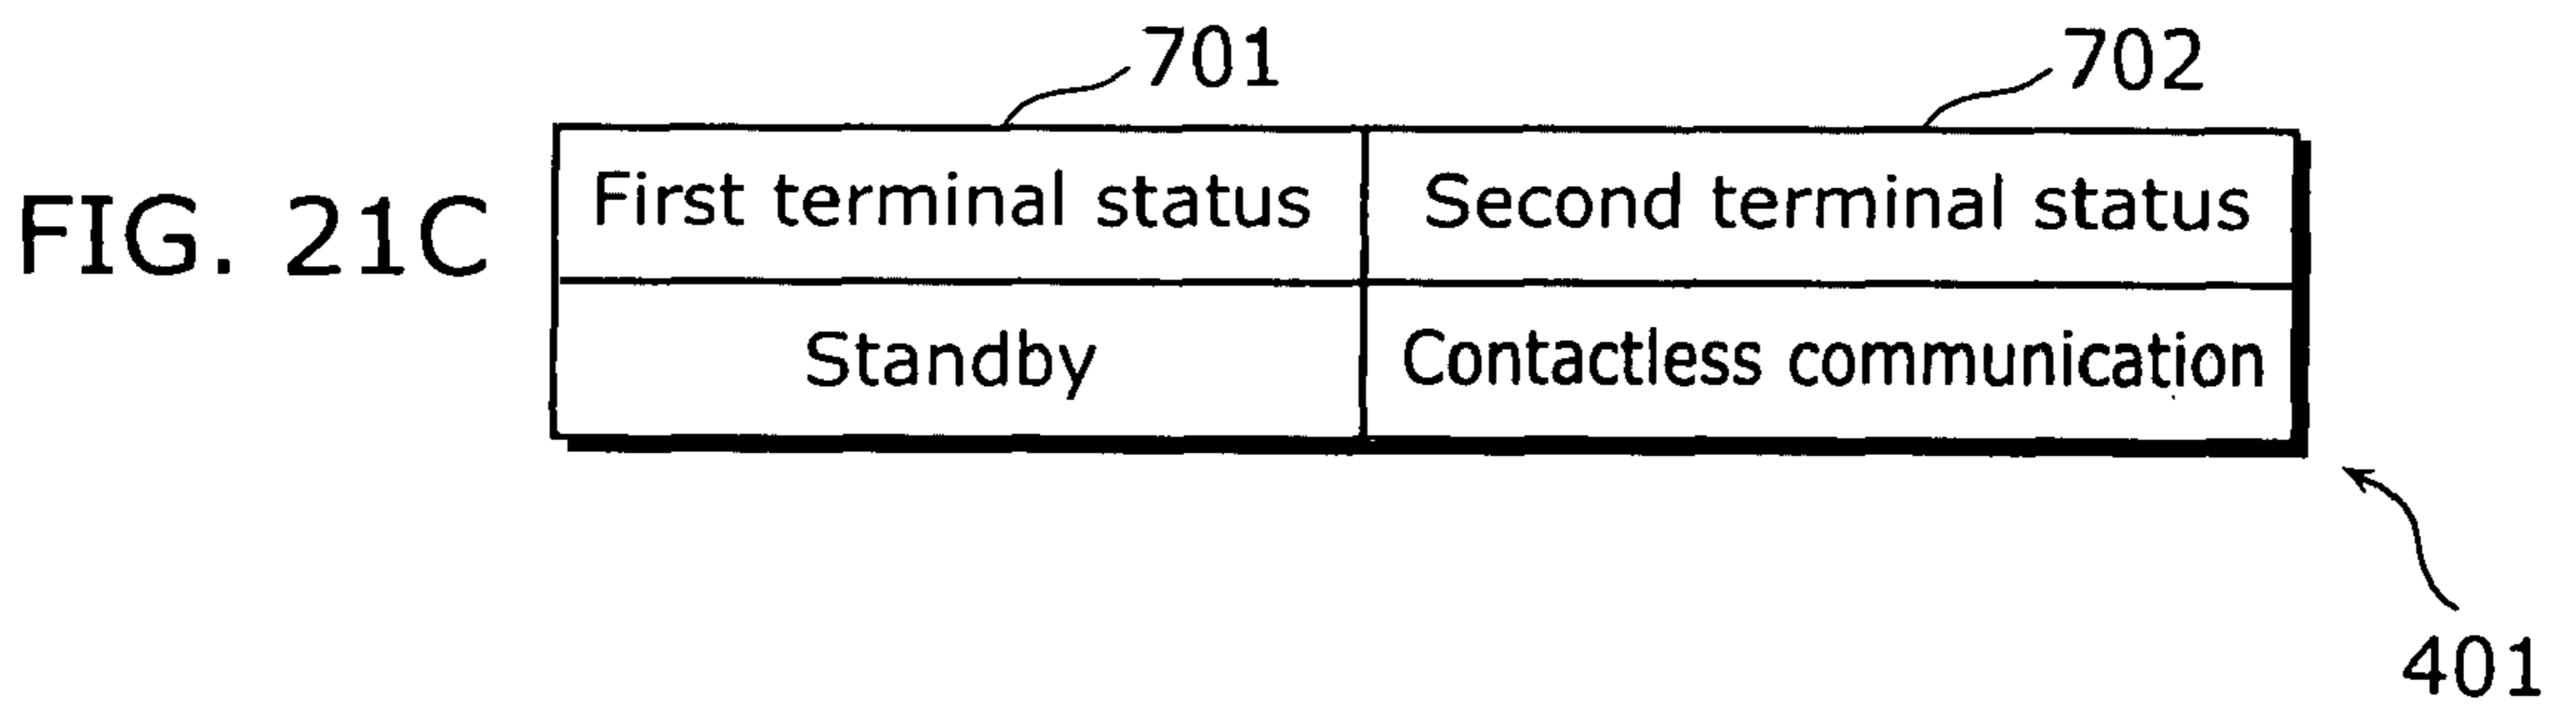 701
702
FIG. 21C
First terminal status
Second terminal status
Standby
Contactless communication
401